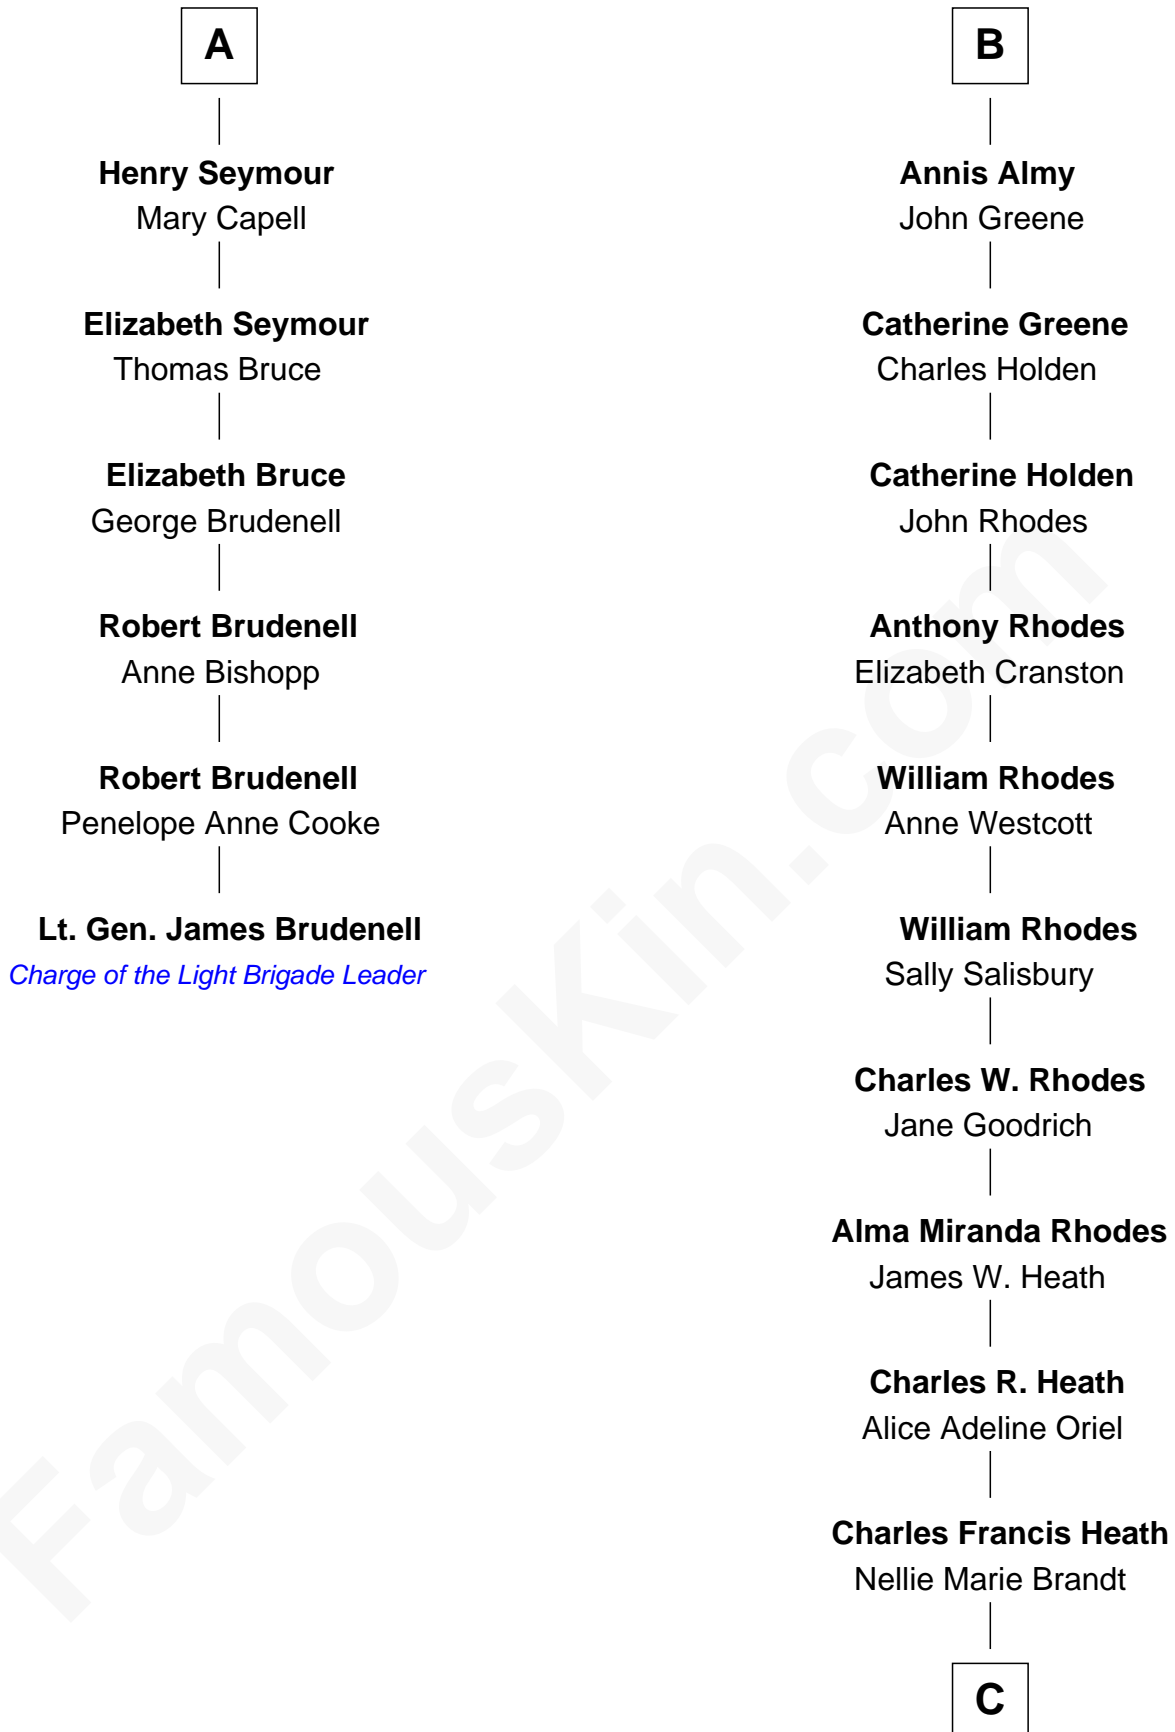 A
Henry Seymour
Mary Capell
Elizabeth Seymour
Thomas Bruce
Elizabeth Bruce
George Brudenell
Robert Brudenell
Anne Bishopp
Robert Brudenell
Penelope Anne Cooke
Lt. Gen. James Brudenell
Charge of the Light Brigade Leader
B
Annis Almy
John Greene
Catherine Greene
Charles Holden
Catherine Holden
John Rhodes
Anthony Rhodes
Elizabeth Cranston
William Rhodes
Anne Westcott
William Rhodes
Sally Salisbury
Charles W. Rhodes
Jane Goodrich
Alma Miranda Rhodes
James W. Heath
Charles R. Heath
Alice Adeline Oriel
Charles Francis Heath
Nellie Marie Brandt
C
FamousKin.com